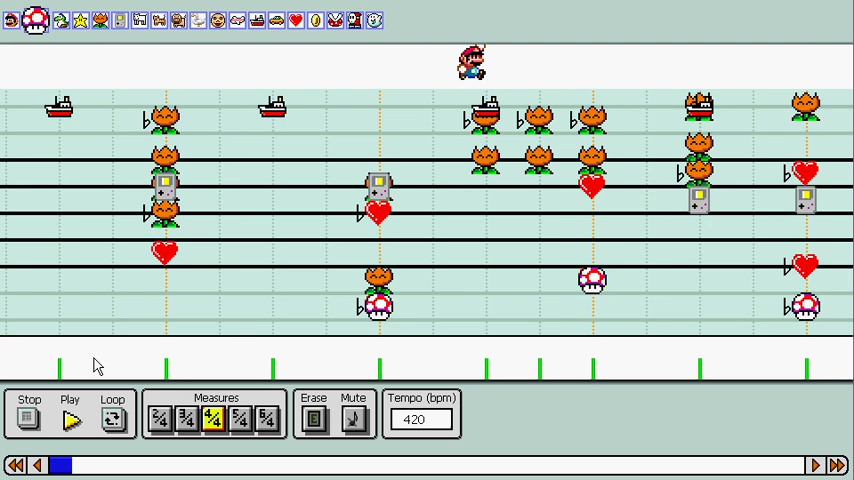 Stop Play Loop
Measures
2/4 3/4 4/4 5/4 6/4
Erase Mute
E
Tempo (bpm)
420